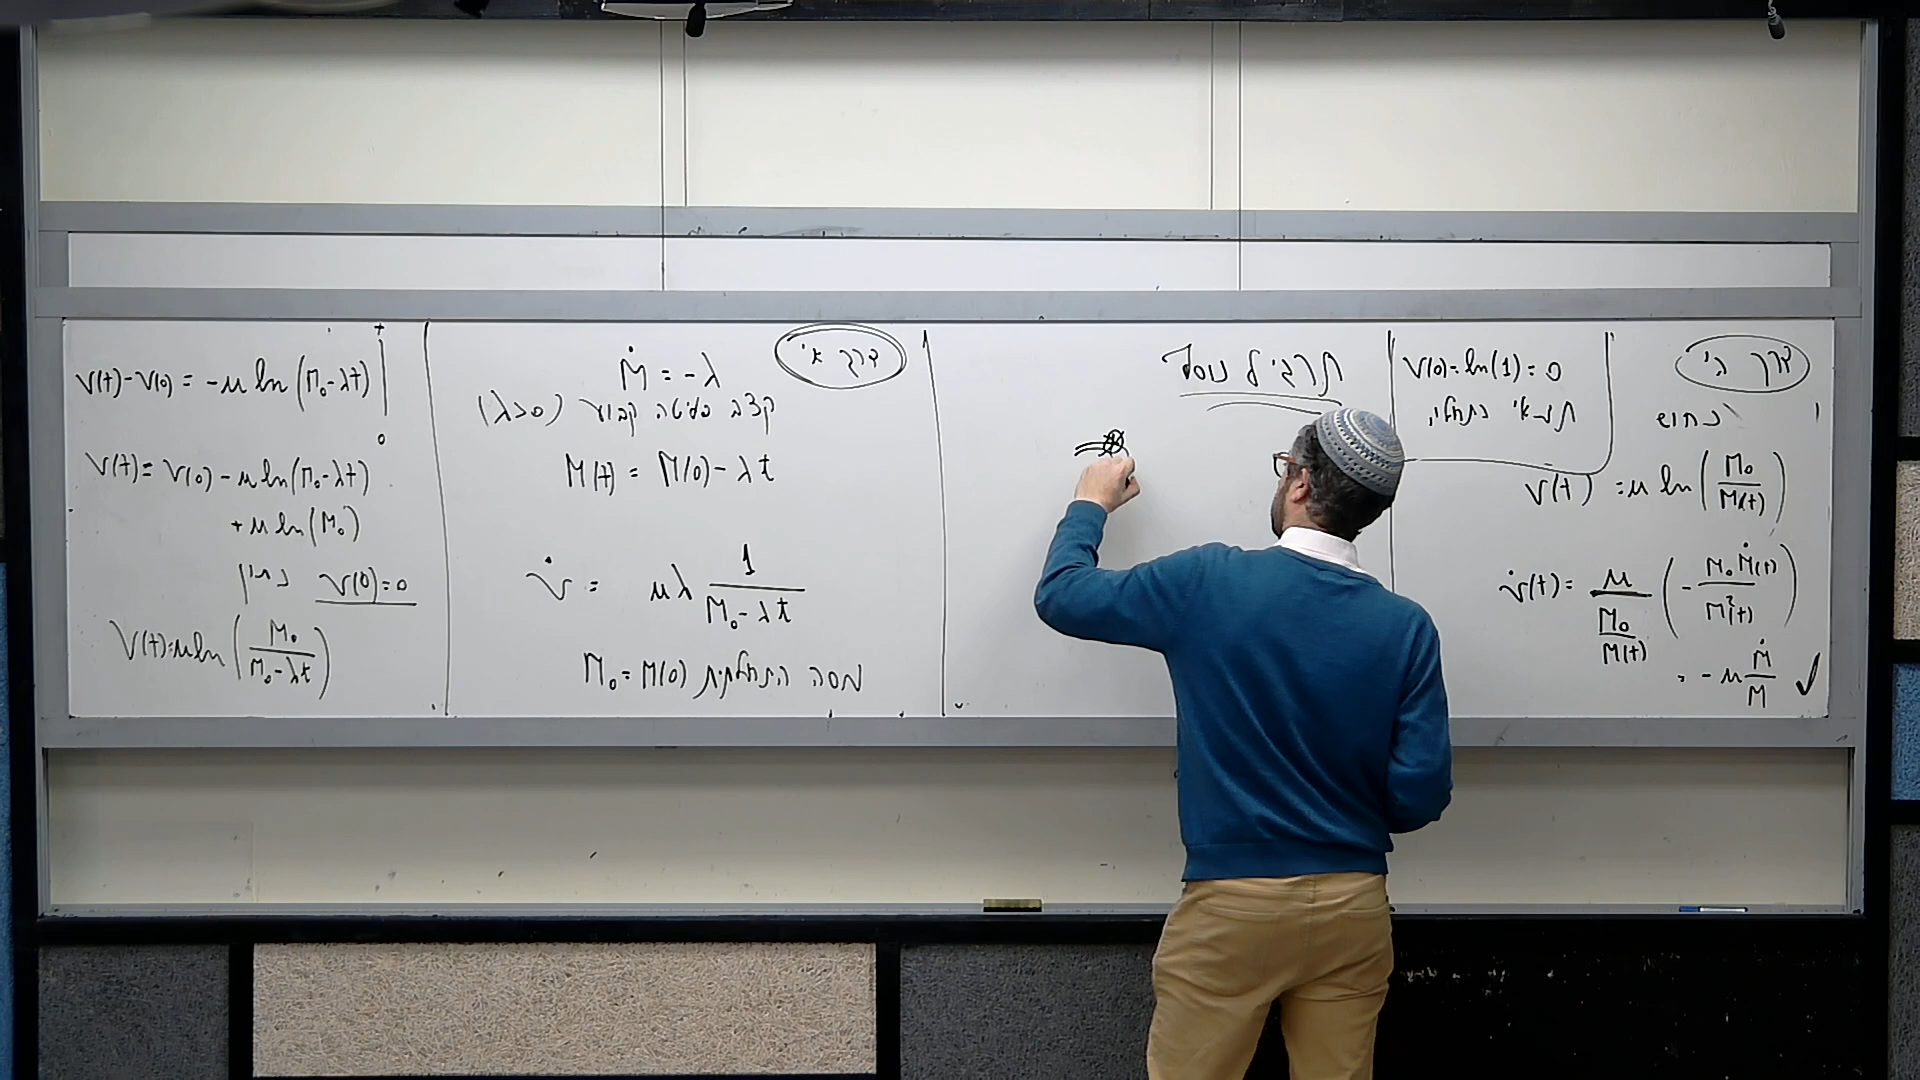 דרך ג'
נחוש
v(t) = u ln(M₀/M(t))
v̇(t) = u/(M₀/M(t)) (- M₀Ṁ(t)/M²(t))
= -u Ṁ/M ✓
v(0) = ln(1) = 0
תנאי התחלה,
תרגיל נוסף
דרך א'
Ṁ = -λ
קצב פליטה קבוע
M(t) = M(0) - λt
v̇ = uλ 1/(M₀ - λt)
מסה התחלתית M₀ = M(0)
v(t) - v(0) = -u ln(M₀ - λt)|₀ᵗ
v(t) = v(0) - u ln(M₀ - λt)
+ u ln(M₀)
נתון v(0) = 0
v(t) = u ln(M₀/(M₀ - λt))